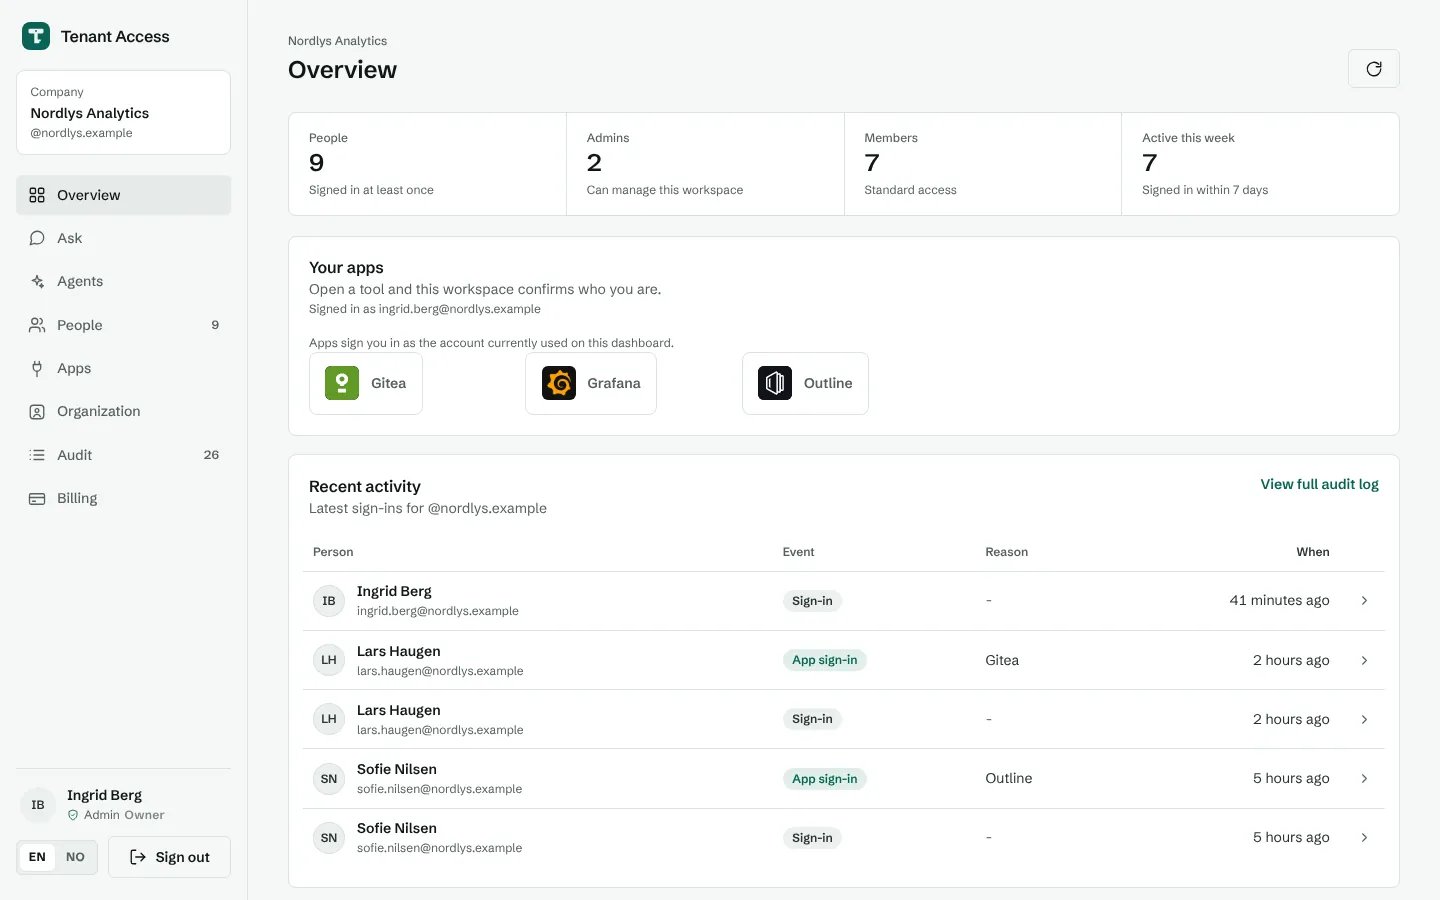 Tenant Access
Company
Nordlys Analytics
@nordlys.example
Overview
Ask
Agents
People 9
Apps
Organization
Audit 26
Billing
IB
Ingrid Berg
Admin Owner
EN NO
Sign out
Nordlys Analytics
Overview
People
9
Signed in at least once
Admins
2
Can manage this workspace
Members
7
Standard access
Active this week
7
Signed in within 7 days
Your apps
Open a tool and this workspace confirms who you are.
Signed in as ingrid.berg@nordlys.example
Apps sign you in as the account currently used on this dashboard.
Gitea
Grafana
Outline
Recent activity
View full audit log
Latest sign-ins for @nordlys.example
Person Event Reason When
IB Ingrid Berg
ingrid.berg@nordlys.example
Sign-in - 41 minutes ago
LH Lars Haugen
lars.haugen@nordlys.example
App sign-in Gitea 2 hours ago
LH Lars Haugen
lars.haugen@nordlys.example
Sign-in - 2 hours ago
SN Sofie Nilsen
sofie.nilsen@nordlys.example
App sign-in Outline 5 hours ago
SN Sofie Nilsen
sofie.nilsen@nordlys.example
Sign-in - 5 hours ago